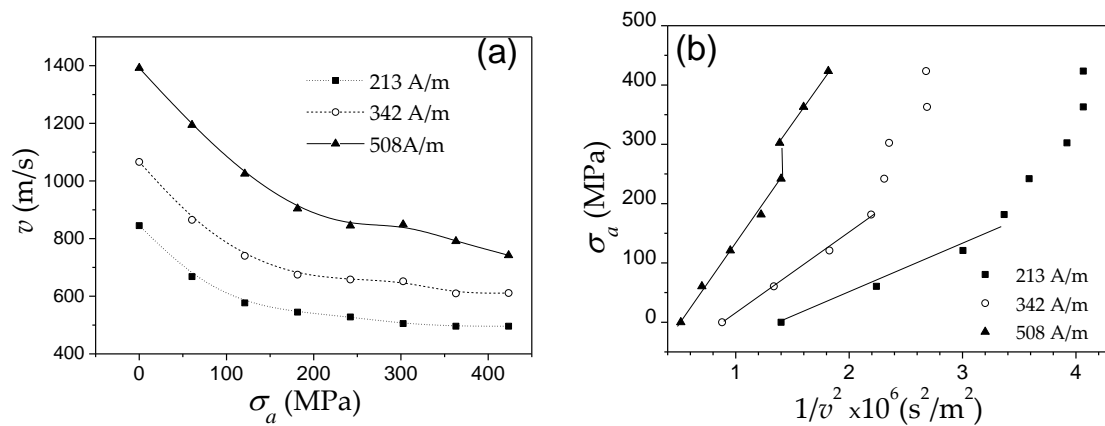 (a)
213 A/m
342 A/m
508A/m
1400
1200
1000
800
600
400
v (m/s)
0 100 200 300 400
σa (MPa)
(b)
500
400
300
200
100
0
σa (MPa)
213 A/m
342 A/m
508 A/m
1 2 3 4
1/v² x10⁶(s²/m²)